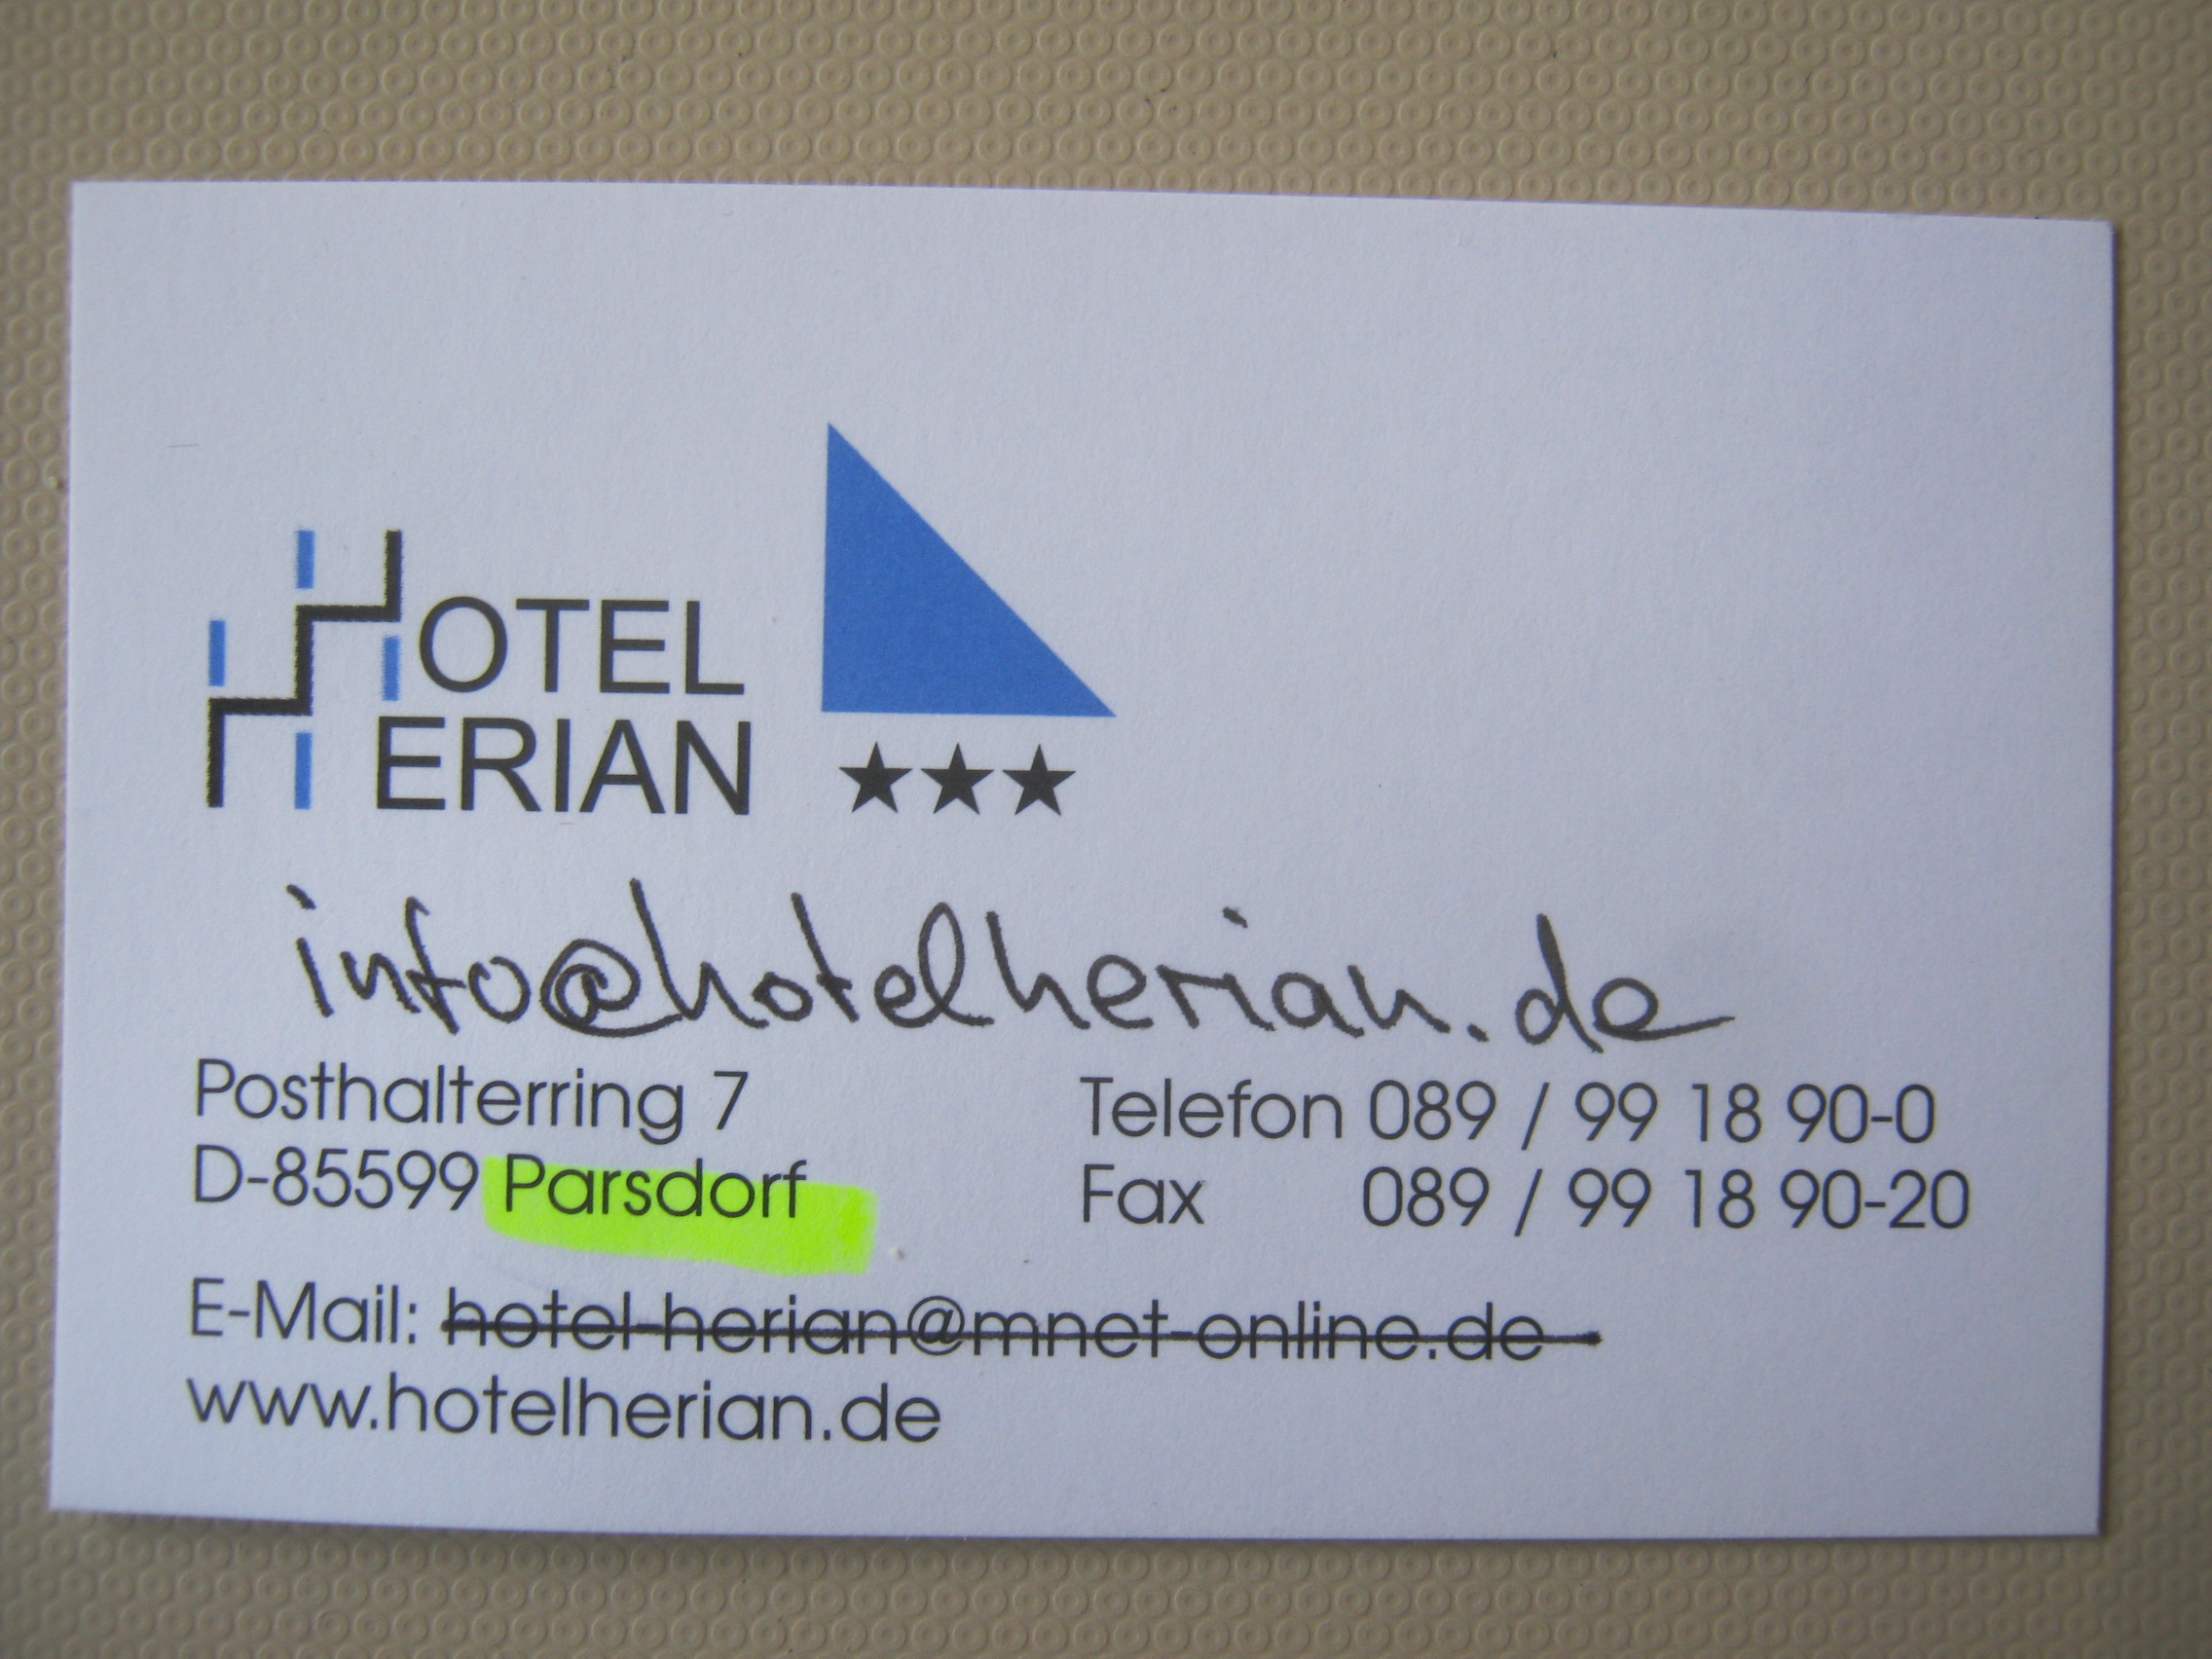 HOTEL
HERIAN
★★★
info@hotelherian.de
Posthalterring 7
D-85599 Parsdorf
Telefon 089 / 99 18 90-0
Fax 089 / 99 18 90-20
E-Mail: hotel-herian@mnet-online.de
www.hotelherian.de